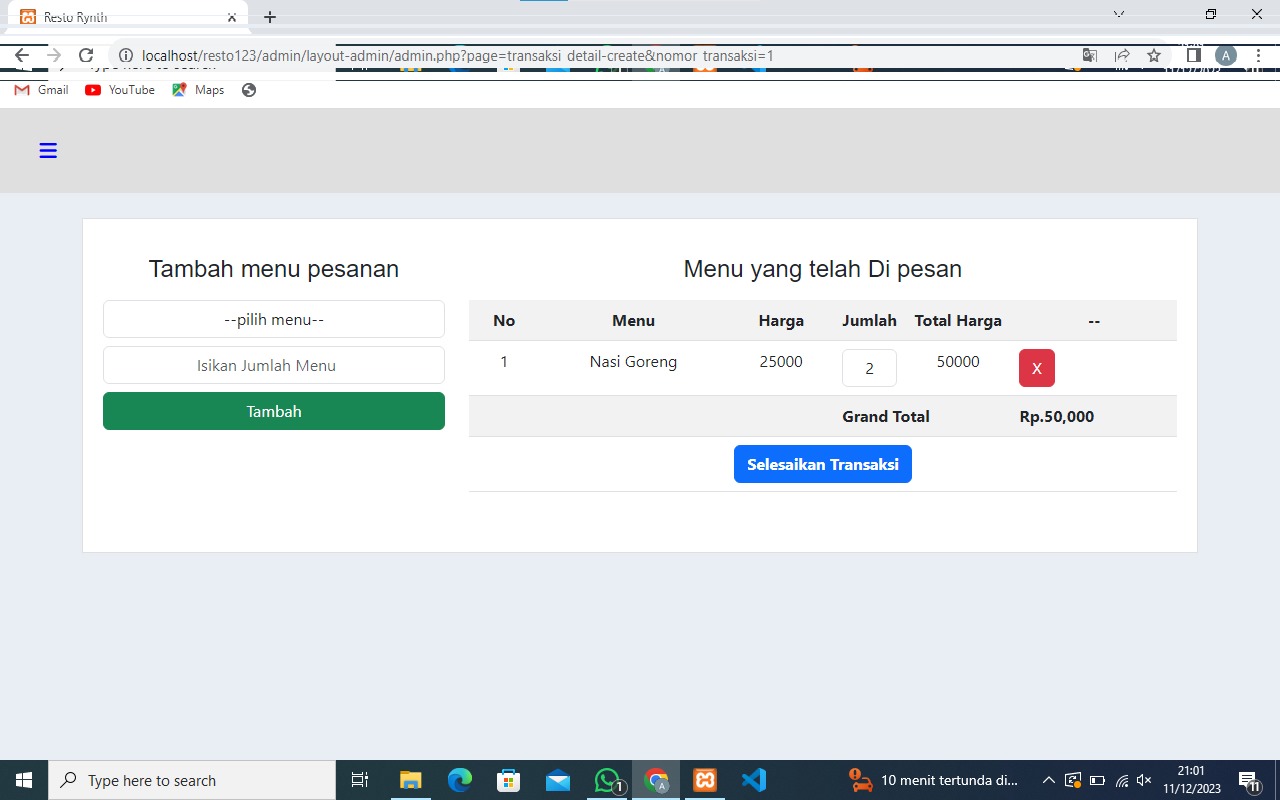 Resto Rynth
localhost/resto123/admin/layout-admin/admin.php?page=transaksi_detail-create&nomor_transaksi=1
A
Gmail
YouTube
Maps
Tambah menu pesanan
--pilih menu--
Isikan Jumlah Menu
Tambah
Menu yang telah Di pesan
No Menu Harga Jumlah Total Harga --
1 Nasi Goreng 25000 2 50000 X
Grand Total Rp.50,000
Selesaikan Transaksi
Type here to search
1
A
10 menit tertunda di...
21:01
11/12/2023
11